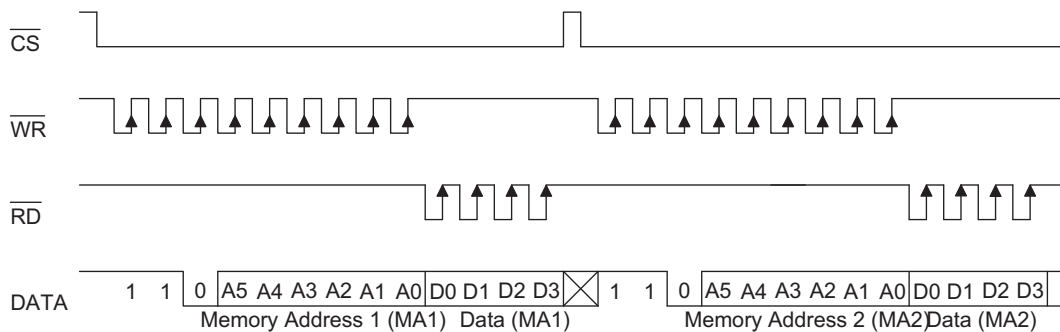 CS
WR
RD
DATA 1 1 0 A5 A4 A3 A2 A1 A0 D0 D1 D2 D3 1 1 0 A5 A4 A3 A2 A1 A0 D0 D1 D2 D3
Memory Address 1 (MA1) Data (MA1) Memory Address 2 (MA2) Data (MA2)